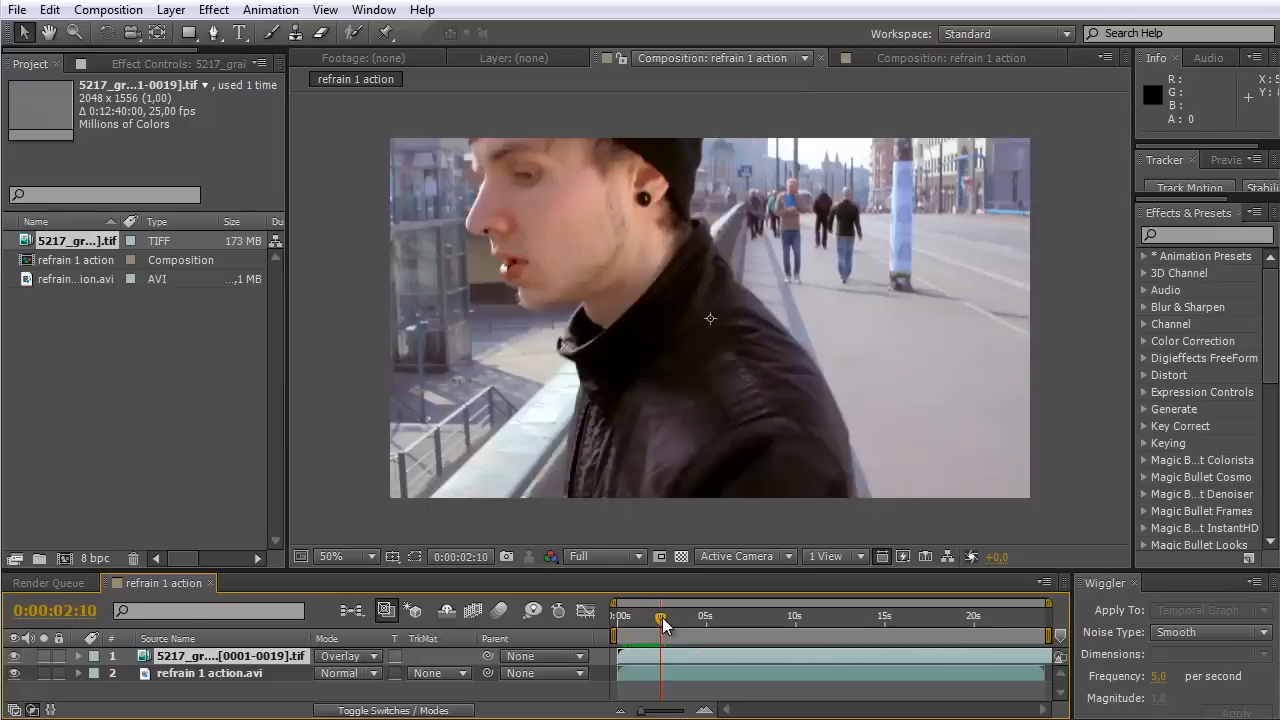 File Edit Composition Layer Effect Animation View Window Help
Workspace: Standard Search Help
Project Effect Controls: 5217_grai
Footage: (none) Layer: (none) Composition: refrain 1 action Composition: refrain 1 action
Info Audio
refrain 1 action
5217_gr...1-0019].tif, used 1 time
2048 x 1556 (1,00)
Δ 0:12:40:00, 25,00 fps
Millions of Colors
R: X: 5
G: Y: 8
B:
A: 0
Tracker Previe
Track Motion Stabili
Effects & Presets
Name Type Size Du
5217_gr...].tif TIFF 173 MB
refrain 1 action Composition
refrain...ion.avi AVI ...,1 MB
* Animation Presets
3D Channel
Audio
Blur & Sharpen
Channel
Color Correction
Digieffects FreeForm
Distort
Expression Controls
Generate
Key Correct
Keying
Magic B...t Colorista
Magic Bullet Cosmo
Magic B...t Denoiser
Magic Bullet Frames
Magic B...t InstantHD
Magic Bullet Looks
8 bpc
50% 0:00:02:10 Full Active Camera 1 View +0,0
Render Queue refrain 1 action
Wiggler
0:00:02:10
0:00s 05s 10s 15s 20s
Apply To: Temporal Graph
Noise Type: Smooth
Dimensions:
Frequency: 5,0 per second
Magnitude: 1,0
Apply
# Source Name Mode T TrkMat Parent
1 5217_gr....[0001-0019].tif Overlay None
2 refrain 1 action.avi Normal None None
Toggle Switches / Modes